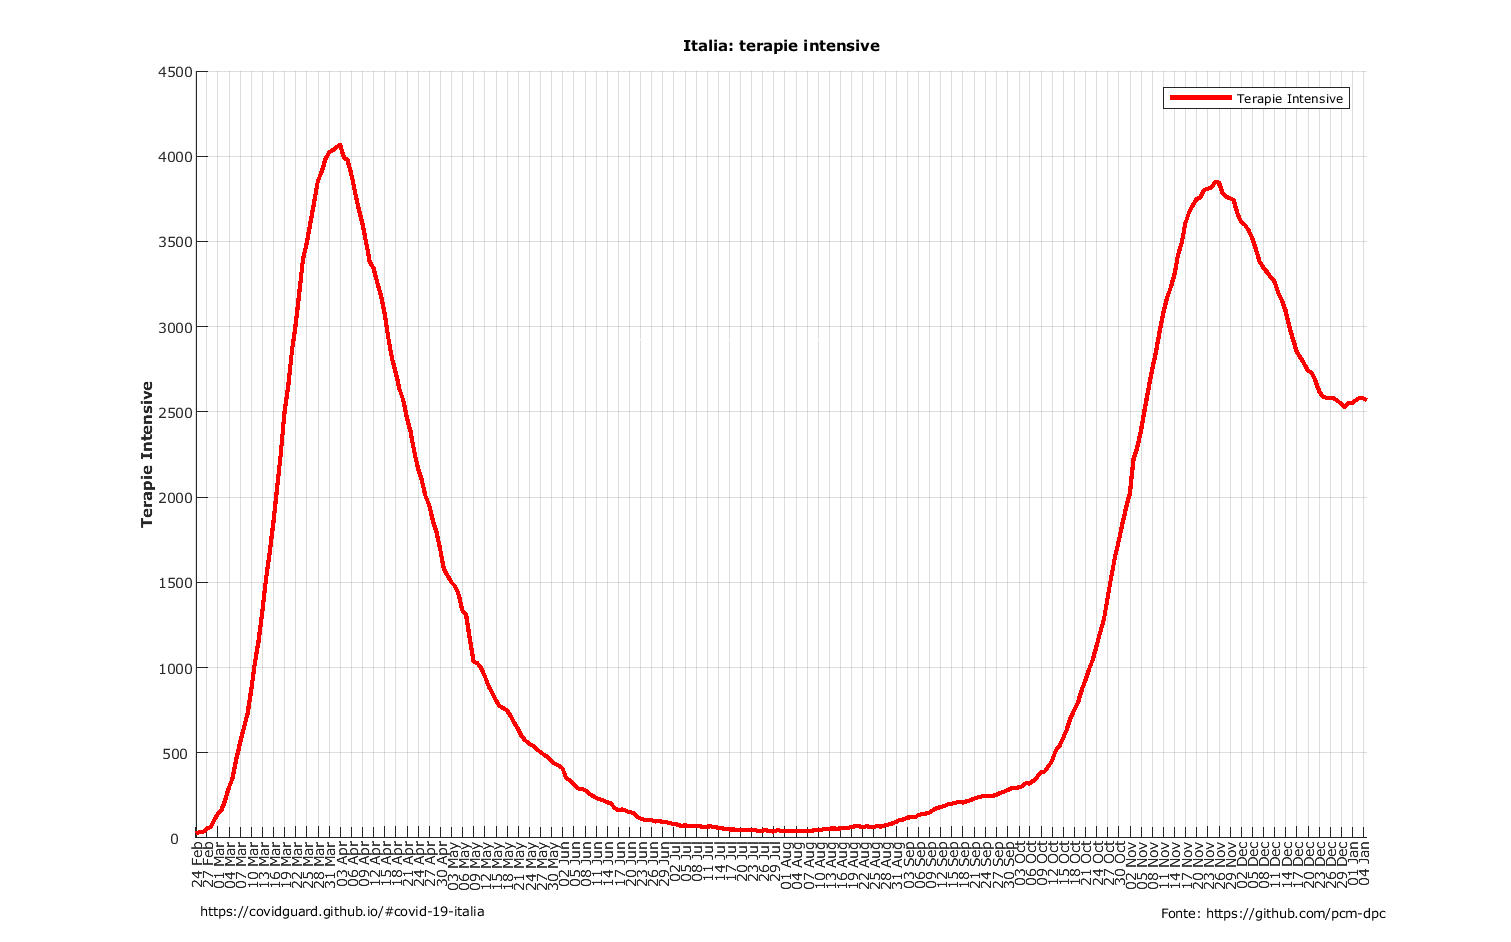 Italia: terapie intensive
Terapie Intensive
Terapie Intensive
4500
4000
3500
3000
2500
2000
1500
1000
500
0
24 Feb
27 Feb
01 Mar
04 Mar
07 Mar
10 Mar
13 Mar
16 Mar
19 Mar
22 Mar
25 Mar
28 Mar
31 Mar
03 Apr
06 Apr
09 Apr
12 Apr
15 Apr
18 Apr
21 Apr
24 Apr
27 Apr
30 Apr
03 May
06 May
09 May
12 May
15 May
18 May
21 May
24 May
27 May
30 May
02 Jun
05 Jun
08 Jun
11 Jun
14 Jun
17 Jun
20 Jun
23 Jun
26 Jun
29 Jun
02 Jul
05 Jul
08 Jul
11 Jul
14 Jul
17 Jul
20 Jul
23 Jul
26 Jul
29 Jul
01 Aug
04 Aug
07 Aug
10 Aug
13 Aug
16 Aug
19 Aug
22 Aug
25 Aug
28 Aug
31 Aug
03 Sep
06 Sep
09 Sep
12 Sep
15 Sep
18 Sep
21 Sep
24 Sep
27 Sep
30 Sep
03 Oct
06 Oct
09 Oct
12 Oct
15 Oct
18 Oct
21 Oct
24 Oct
27 Oct
30 Oct
02 Nov
05 Nov
08 Nov
11 Nov
14 Nov
17 Nov
20 Nov
23 Nov
26 Nov
29 Nov
02 Dec
05 Dec
08 Dec
11 Dec
14 Dec
17 Dec
20 Dec
23 Dec
26 Dec
29 Dec
01 Jan
04 Jan
https://covidguard.github.io/#covid-19-italia
Fonte: https://github.com/pcm-dpc